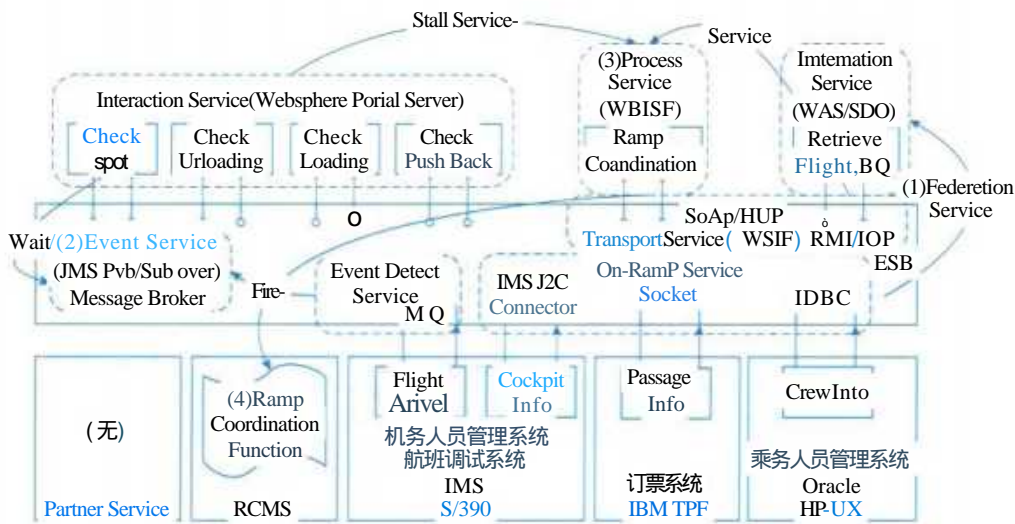 Stall Service-
Service
(3)Process
Service
(WBISF)
Ramp
Coandination
Imtemation
Service
(WAS/SDO)
Retrieve
Flight,BQ
(1)Federetion
Service
Interaction Service(Websphere Porial Server)
Check
spot
Check
Urloading
Check
Loading
Check
Push Back
Wait/(2)Event Service
(JMS Pvb/Sub over)
Message Broker
Fire-
Event Detect
Service
M Q
SoAp/HUP
TransportService( WSIF) RMI/IOP
ESB
IMS J2C
Connector
On-RamP Service
Socket
IDBC
(无)
Partner Service
(4)Ramp
Coordination
Function
RCMS
Flight
Arivel
Cockpit
Info
机务人员管理系统
航班调试系统
IMS
S/390
Passage
Info
订票系统
IBM TPF
CrewInto
乘务人员管理系统
Oracle
HP-UX